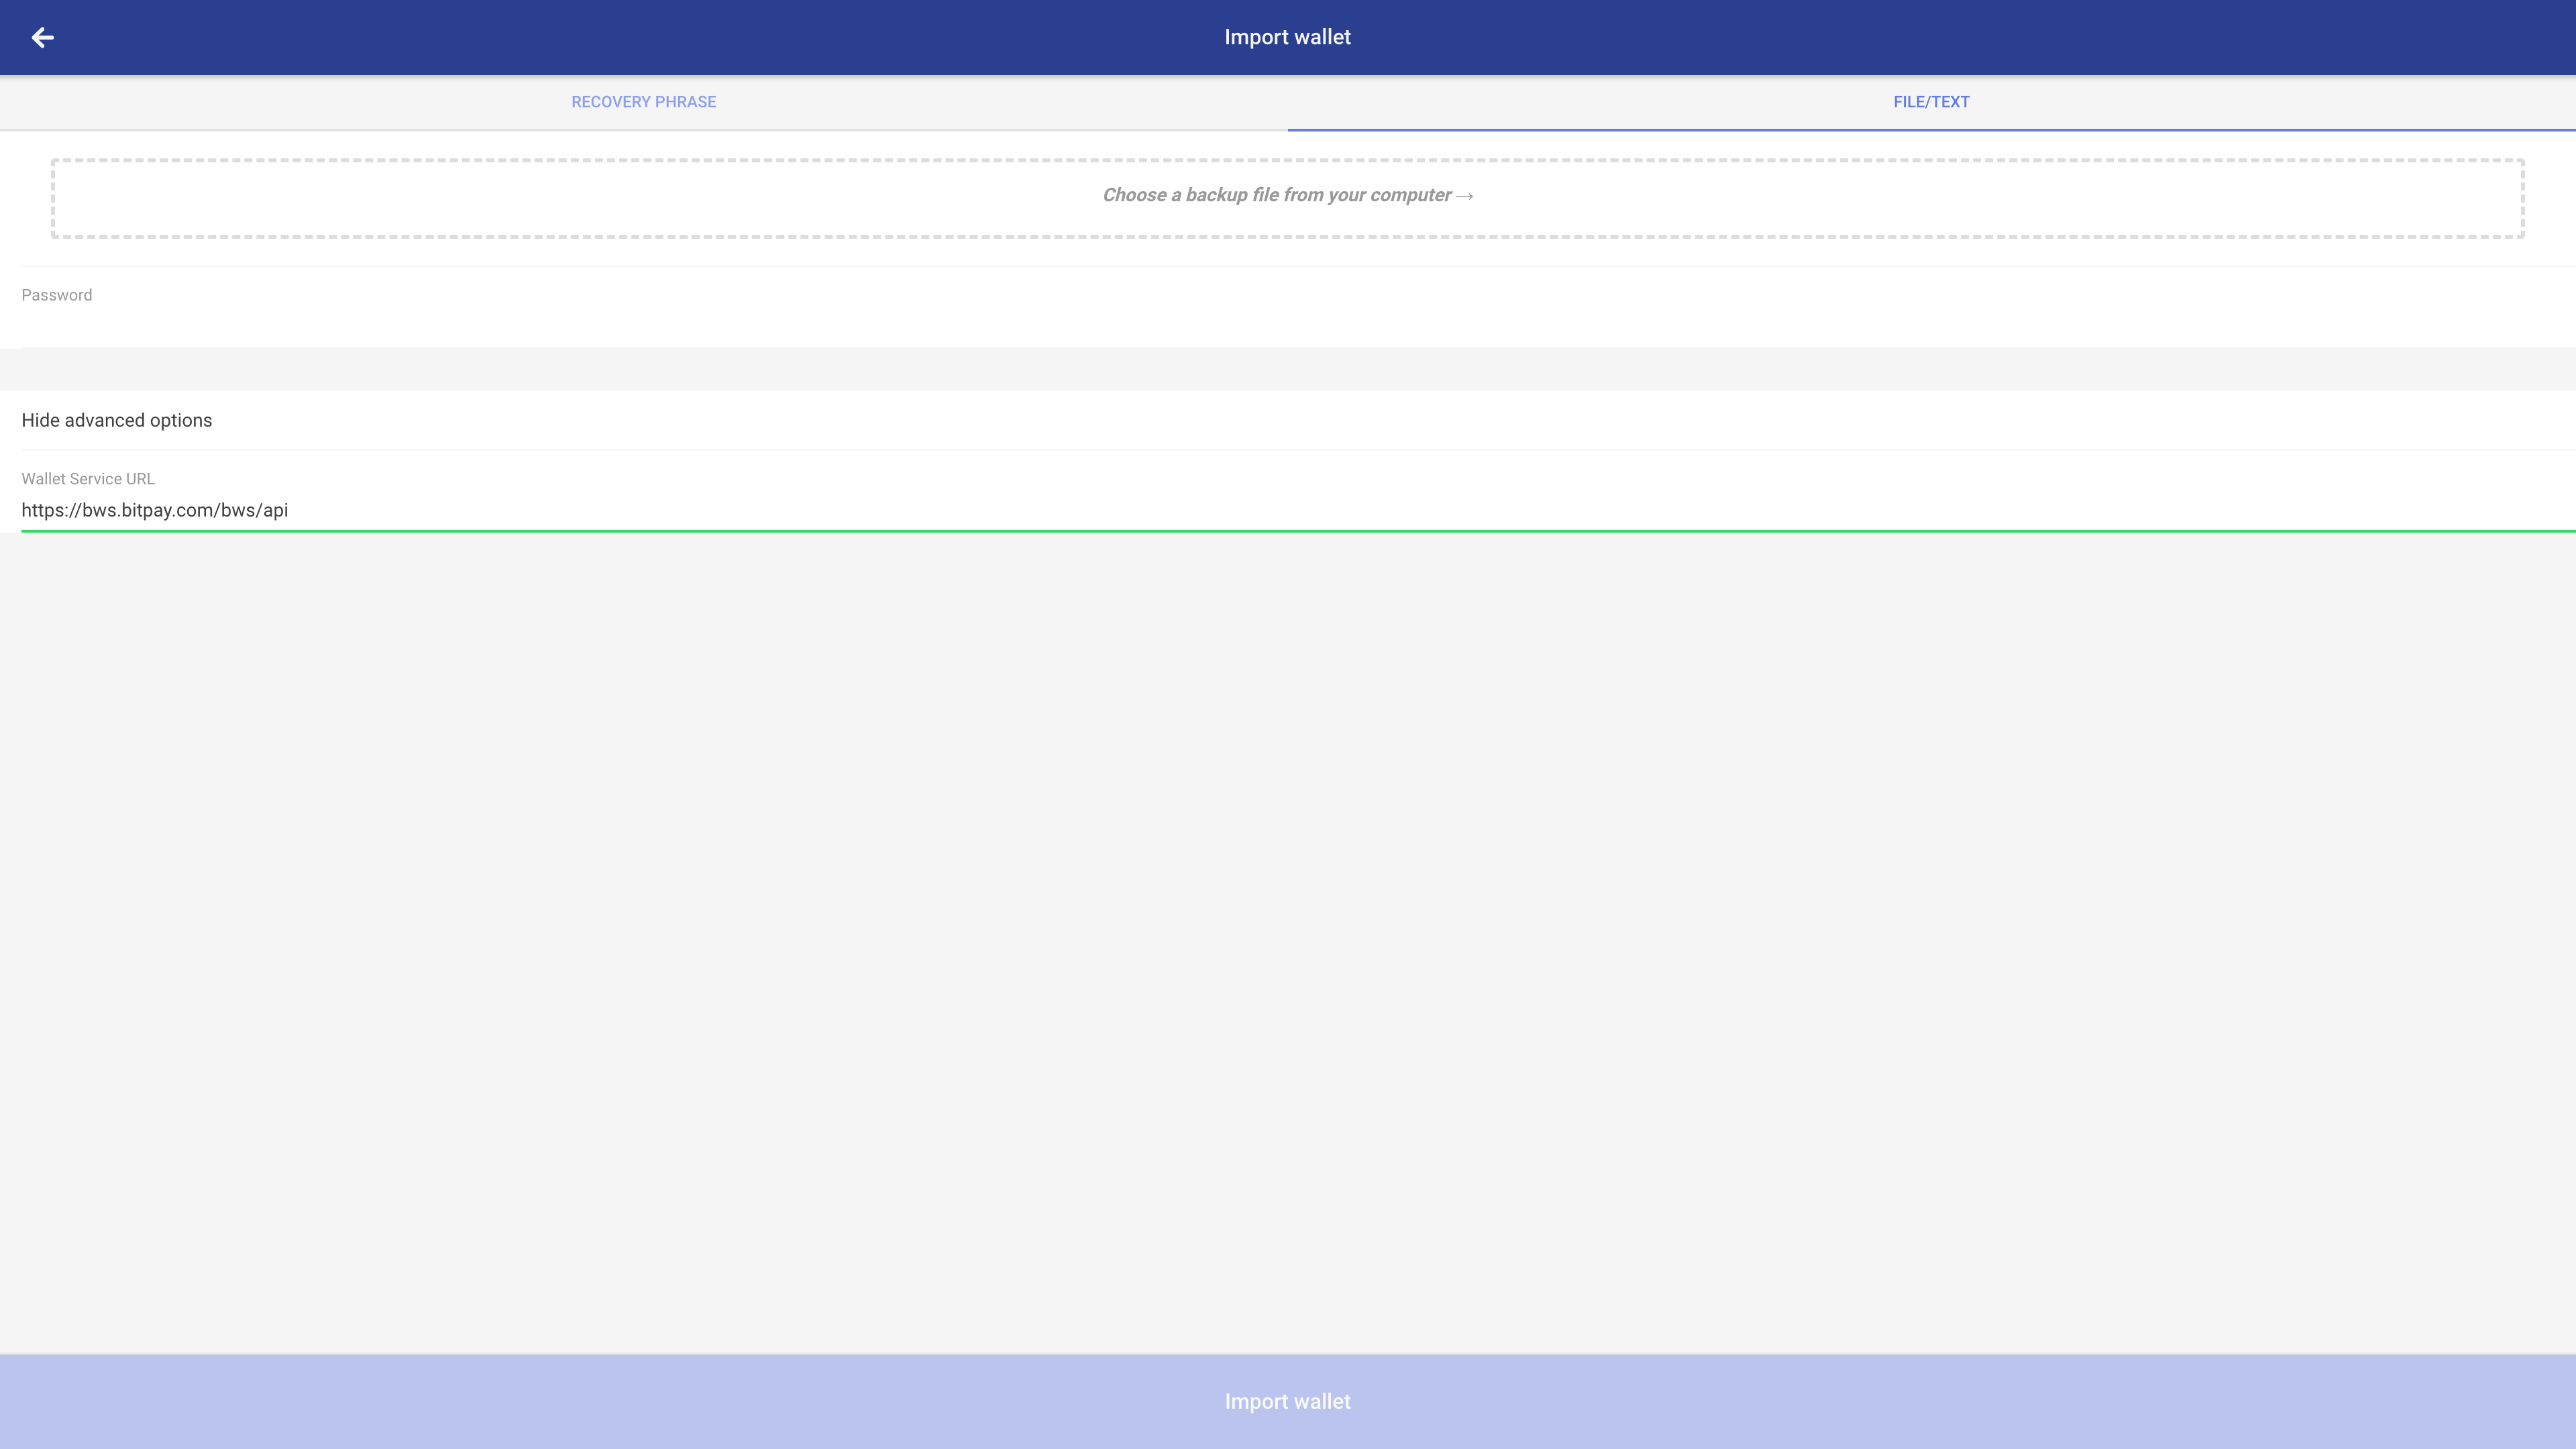 Import wallet
RECOVERY PHRASE
FILE/TEXT
Choose a backup file from your computer →
Password
Hide advanced options
Wallet Service URL
https://bws.bitpay.com/bws/api
Import wallet